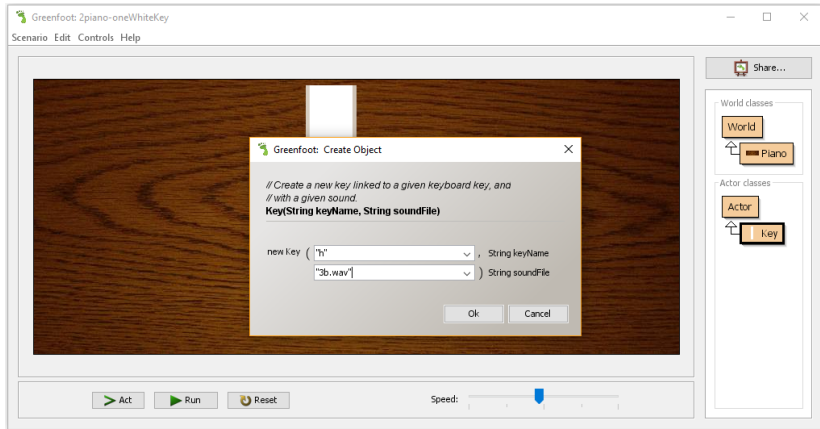 Greenfoot: 2piano-oneWhiteKey
Scenario Edit Controls Help
Share...
World classes
World
Piano
Actor classes
Actor
Key
Greenfoot: Create Object
// Create a new key linked to a given keyboard key, and
// with a given sound.
Key(String keyName, String soundFile)
new Key ( "h" , String keyName
"3b.wav" ) String soundFile
Ok Cancel
Act Run Reset Speed: